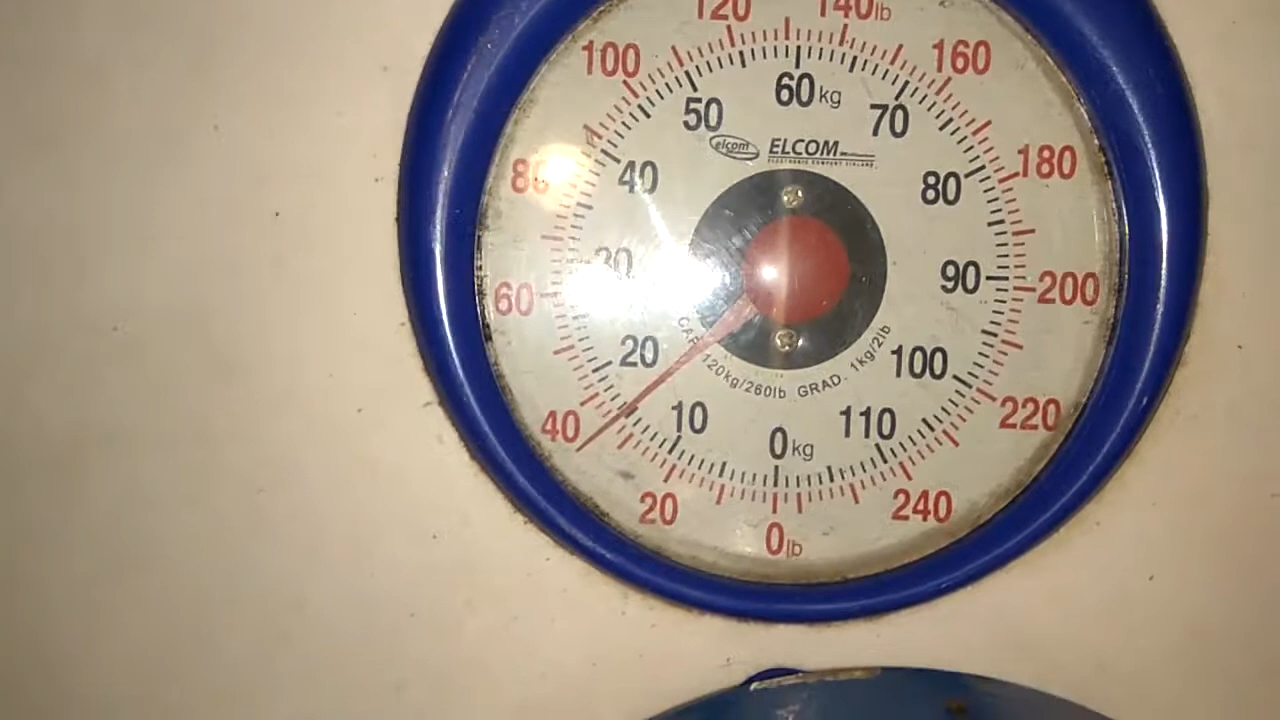 120 140lb
100 160
60kg
50 70
elcom ELCOM
ELECTRONIC COMPANY FINLAND
80 40 80 180
30
60 90 200
20 100
CAP. 120kg/260lb GRAD. 1kg/2lb
40 10 0kg 110 220
20 240
0lb